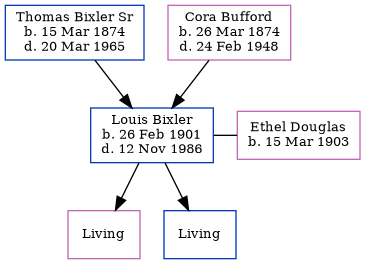 Thomas Bixler Sr
b. 15 Mar 1874
d. 20 Mar 1965
Cora Bufford
b. 26 Mar 1874
d. 24 Feb 1948
Louis Bixler
b. 26 Feb 1901
d. 12 Nov 1986
Ethel Douglas
b. 15 Mar 1903
Living
Living